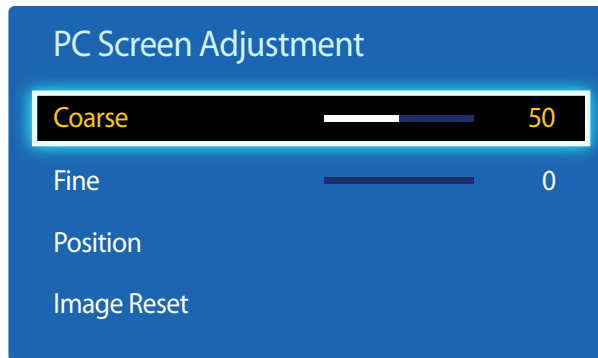 PC Screen Adjustment
Coarse 50
Fine 0
Position
Image Reset